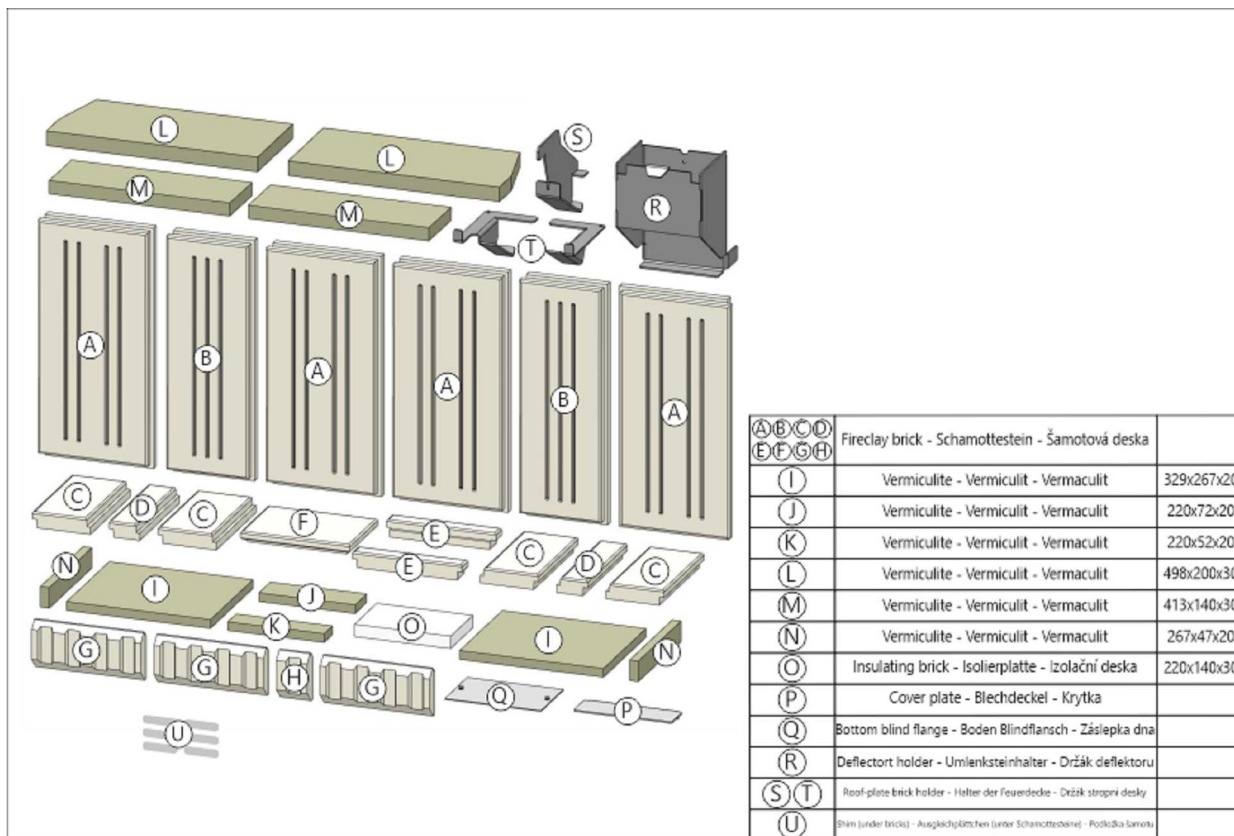 L
S
L
M
R
M
T
A
B
A
A
B
A
C
D
C
F
E
E
C
D
C
N
I
J
K
O
I
N
G
G
H
G
Q
P
U
A B C D
E F G H
Fireclay brick - Schamottestein - Šamotová deska
I Vermiculite - Vermiculit - Vermaculit 329x267x20
J Vermiculite - Vermiculit - Vermaculit 220x72x20
K Vermiculite - Vermiculit - Vermaculit 220x52x20
L Vermiculite - Vermiculit - Vermaculit 498x200x30
M Vermiculite - Vermiculit - Vermaculit 413x140x30
N Vermiculite - Vermiculit - Vermaculit 267x47x20
O Insulating brick - Isolierplatte - Izolační deska 220x140x30
P Cover plate - Blechdeckel - Krytka
Q Bottom blind flange - Boden Blindflansch - Záslepka dna
R Deflectort holder - Umlenksteinhalter - Držák deflektoru
S T Roof-plate brick holder - Halter der Feuerdecke - Držák stropní desky
U Shim (under bricks) - Ausgleichplättchen (unter Schamottesteine) - Podložka šamotu